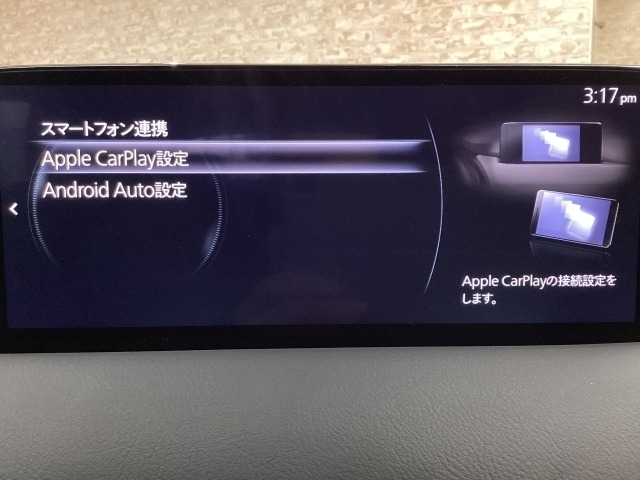 3:17 pm
スマートフォン連携
Apple CarPlay設定
Android Auto設定
Apple CarPlayの接続設定を
します。